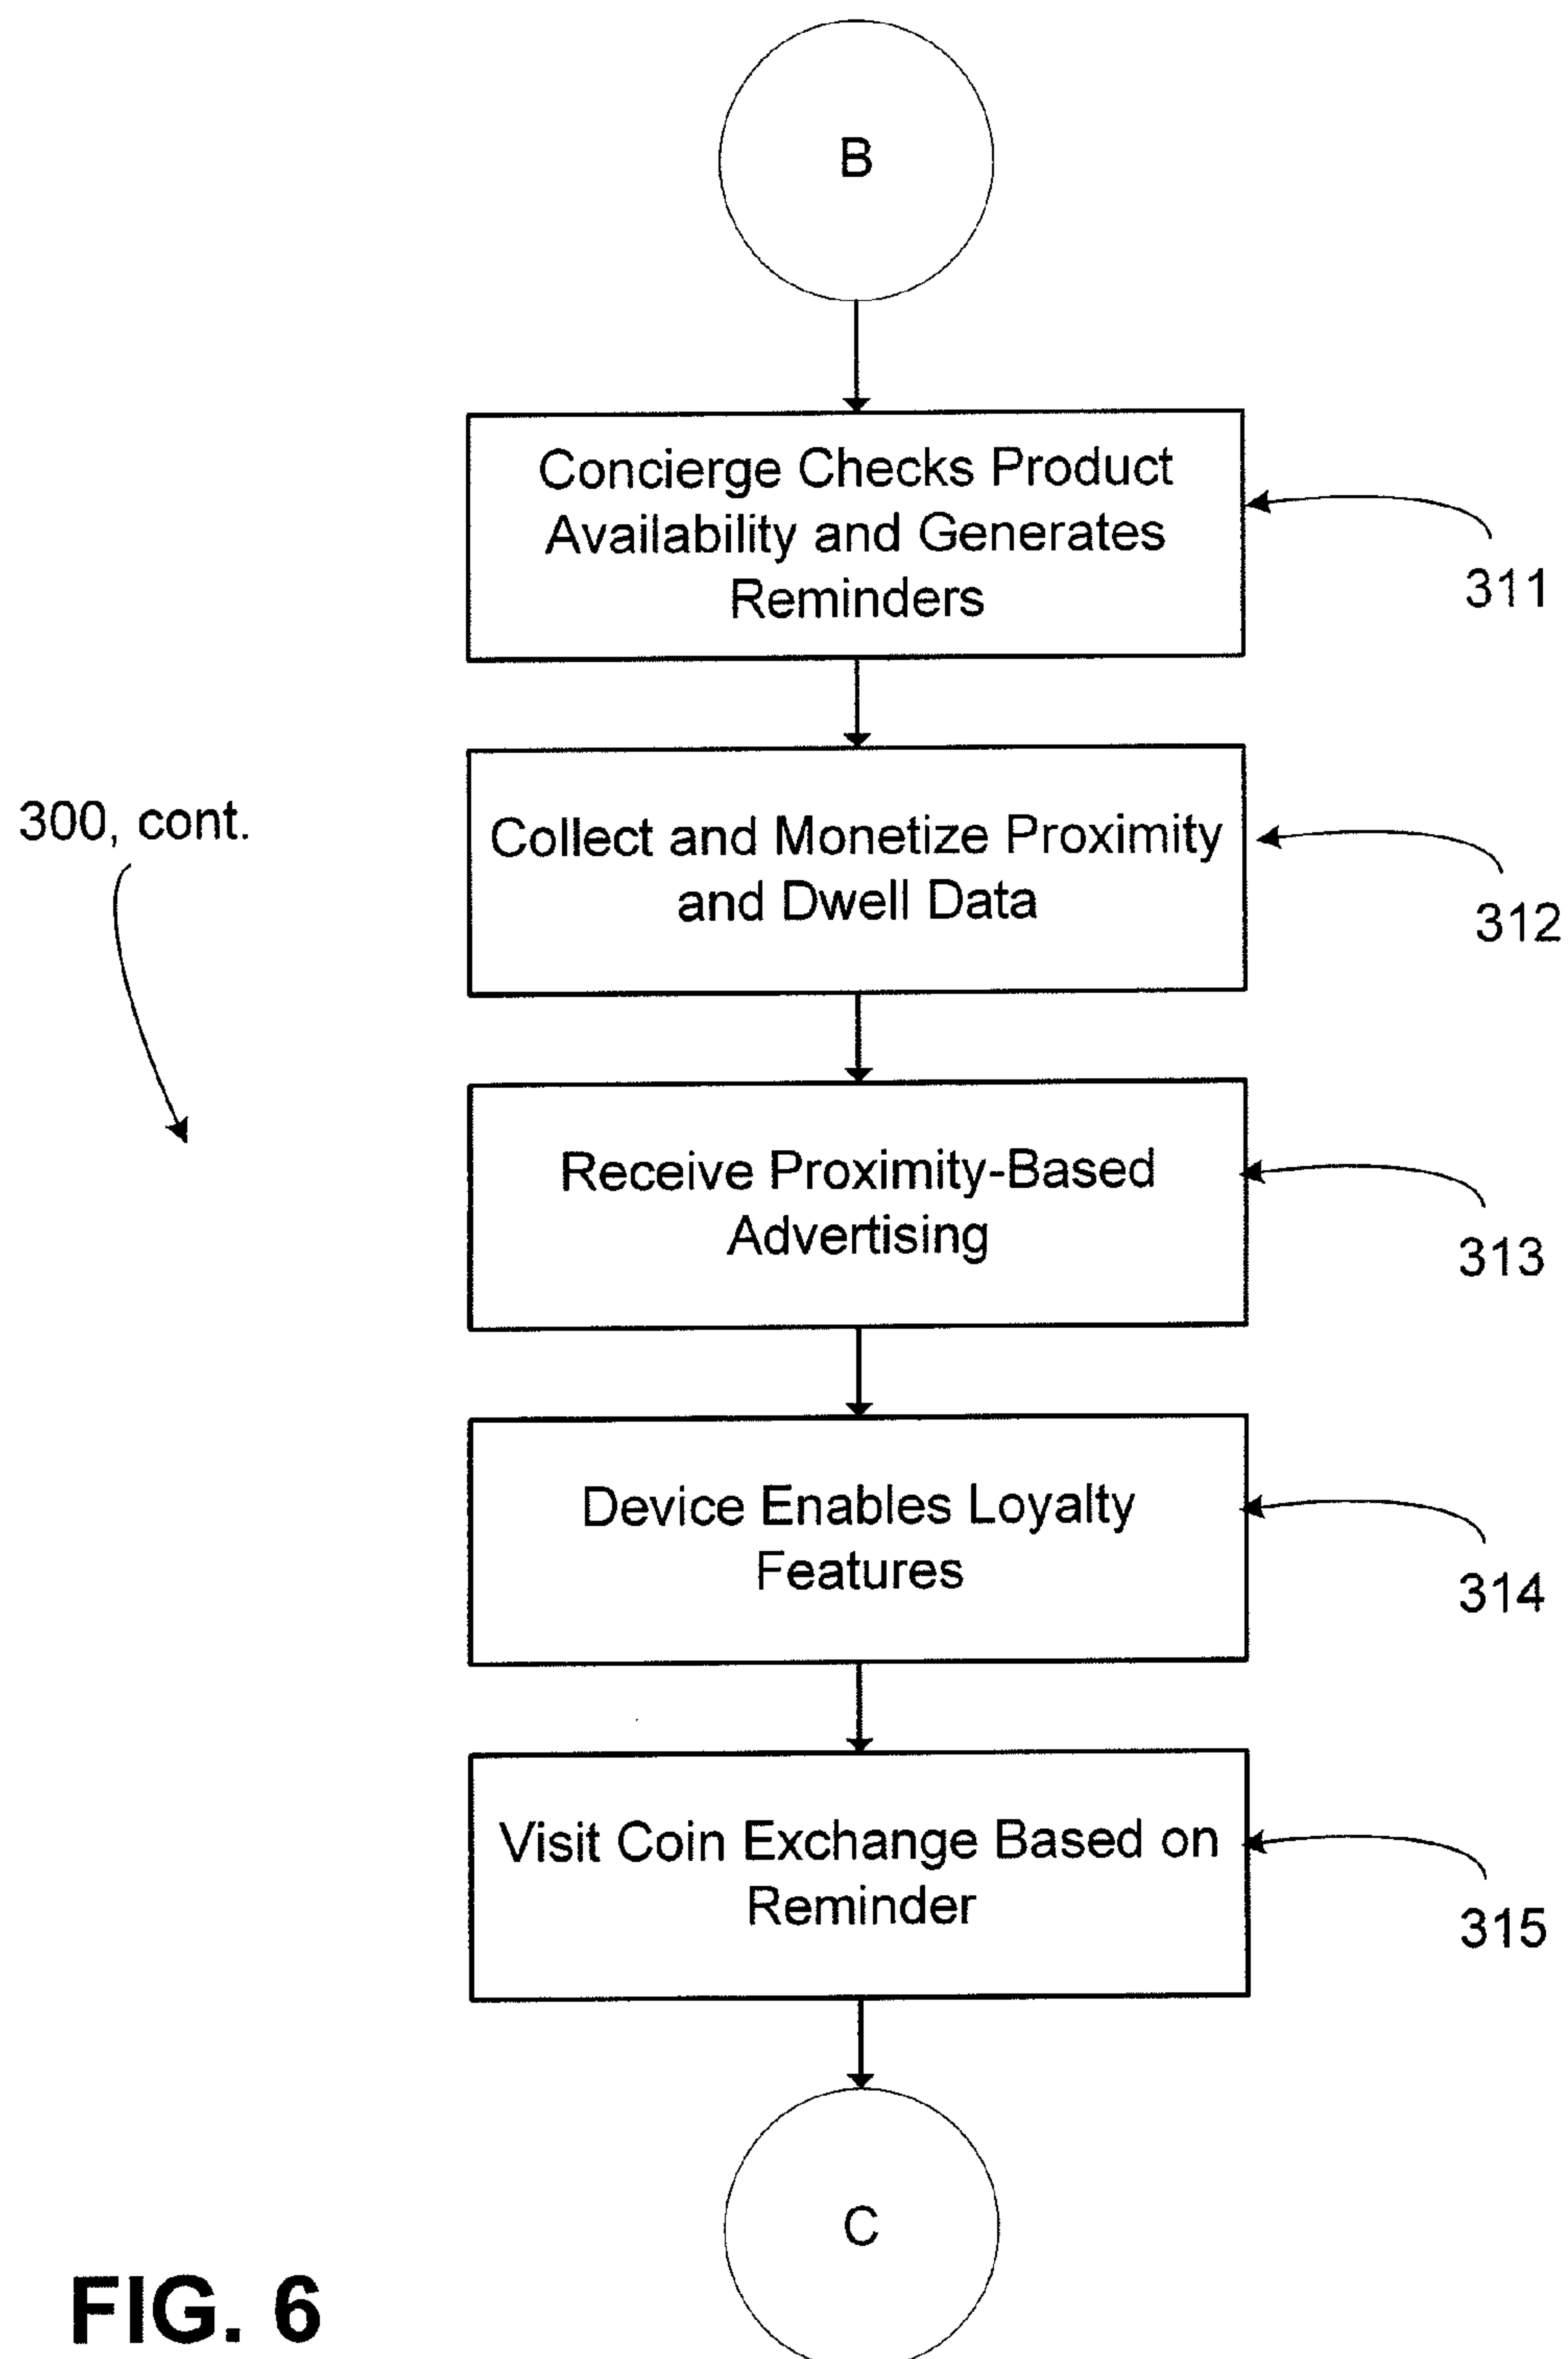 B
Concierge Checks Product
Availability and Generates
Reminders
311
300, cont.
Collect and Monetize Proximity
and Dwell Data
312
Receive Proximity-Based
Advertising
313
Device Enables Loyalty
Features
314
Visit Coin Exchange Based on
Reminder
315
C
FIG. 6